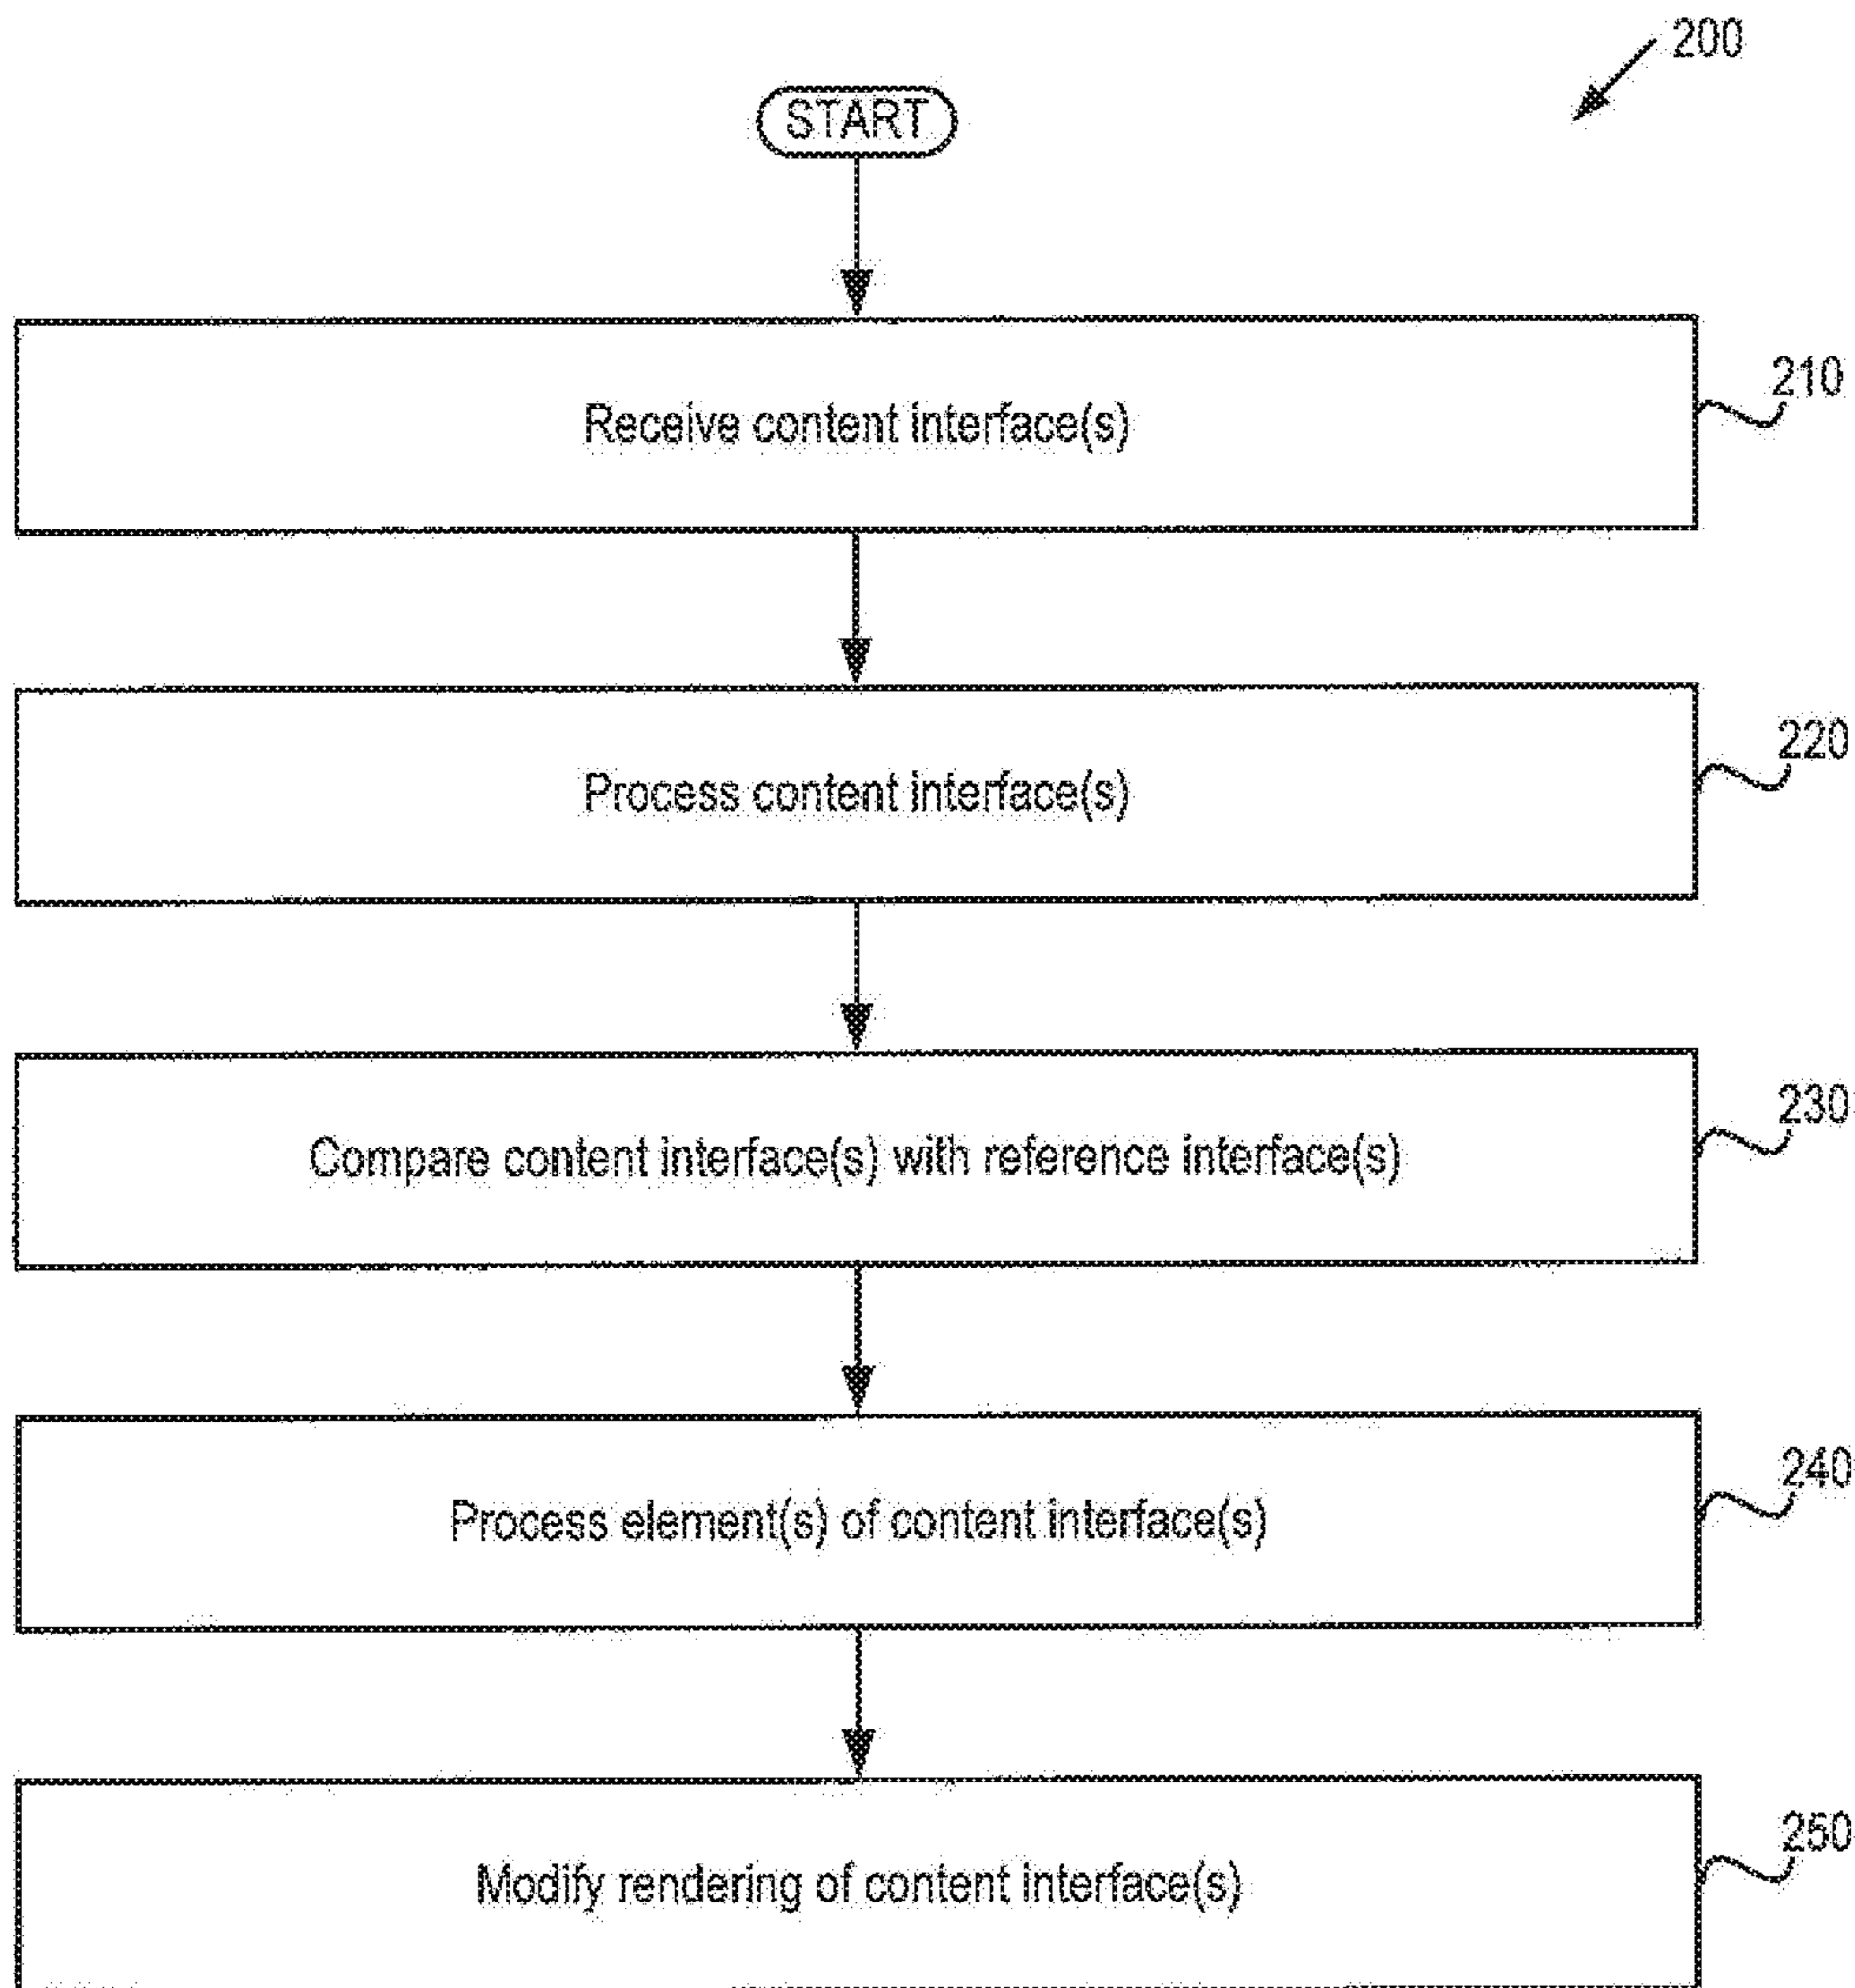 200
START
Receive content interface(s)
210
Process content interface(s)
220
Compare content interface(s) with reference interface(s)
230
Process element(s) of content interface(s)
240
Modify rendering of content interface(s)
250